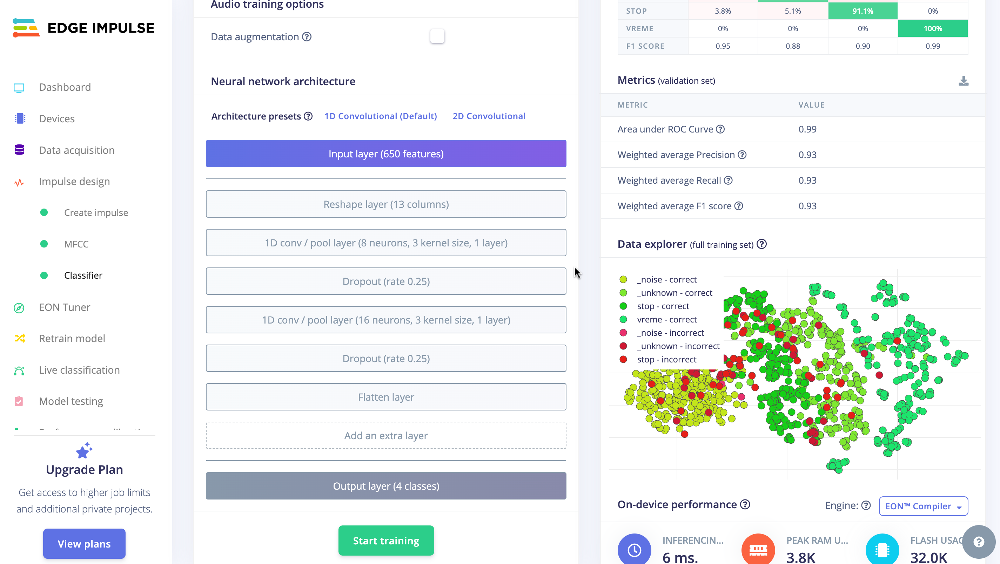 EDGE IMPULSE
Dashboard
Devices
Data acquisition
Impulse design
Create impulse
MFCC
Classifier
EON Tuner
Retrain model
Live classification
Model testing
Upgrade Plan
Get access to higher job limits
and additional private projects.
View plans
Audio training options
Data augmentation
Neural network architecture
Architecture presets 1D Convolutional (Default) 2D Convolutional
Input layer (650 features)
Reshape layer (13 columns)
1D conv / pool layer (8 neurons, 3 kernel size, 1 layer)
Dropout (rate 0.25)
1D conv / pool layer (16 neurons, 3 kernel size, 1 layer)
Dropout (rate 0.25)
Flatten layer
Add an extra layer
Output layer (4 classes)
Start training
STOP 3.8% 5.1% 91.1% 0%
VREME 0% 0% 0% 100%
F1 SCORE 0.95 0.88 0.90 0.99
Metrics (validation set)
METRIC VALUE
Area under ROC Curve ? 0.99
Weighted average Precision ? 0.93
Weighted average Recall ? 0.93
Weighted average F1 score ? 0.93
Data explorer (full training set) ?
_noise - correct
_unknown - correct
stop - correct
vreme - correct
_noise - incorrect
_unknown - incorrect
stop - incorrect
On-device performance ? Engine: ? EON™ Compiler
INFERENCIN... PEAK RAM U... FLASH USAG
6 ms. 3.8K 32.0K
?